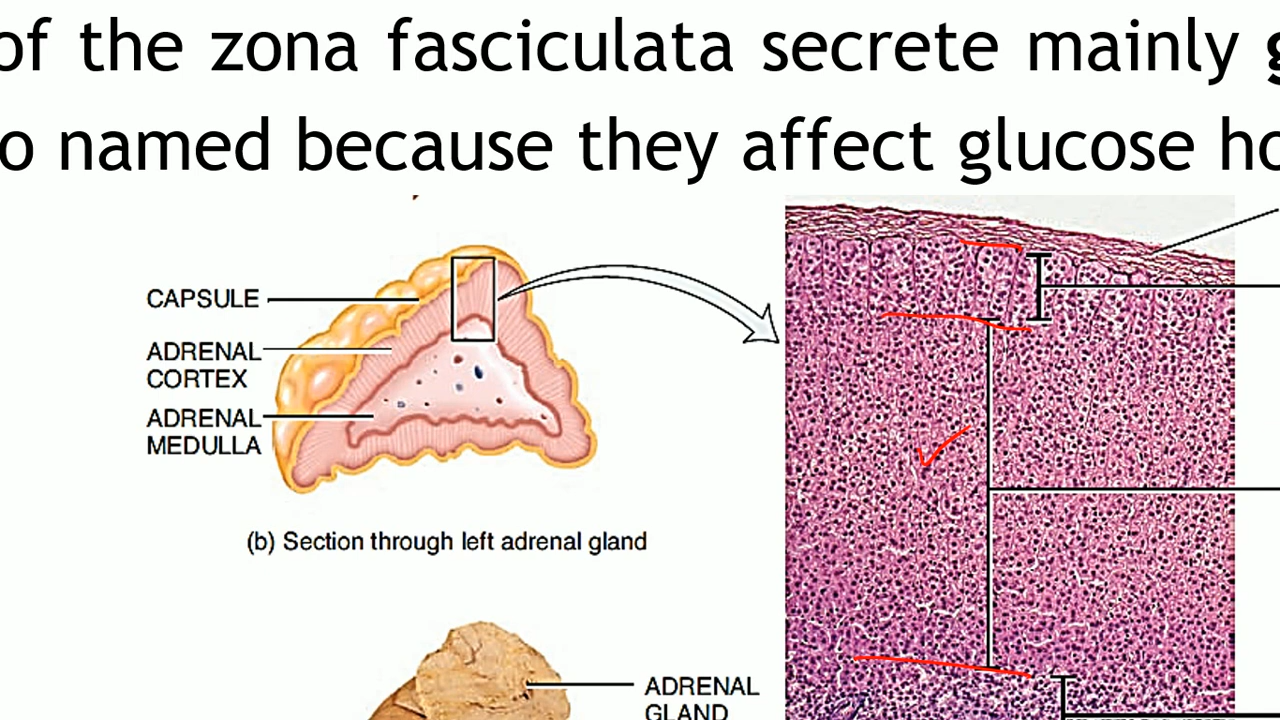 of the zona fasciculata secrete mainly
named because they affect glucose
CAPSULE
ADRENAL
CORTEX
ADRENAL
MEDULLA
(b) Section through left adrenal gland
ADRENAL
GLAND